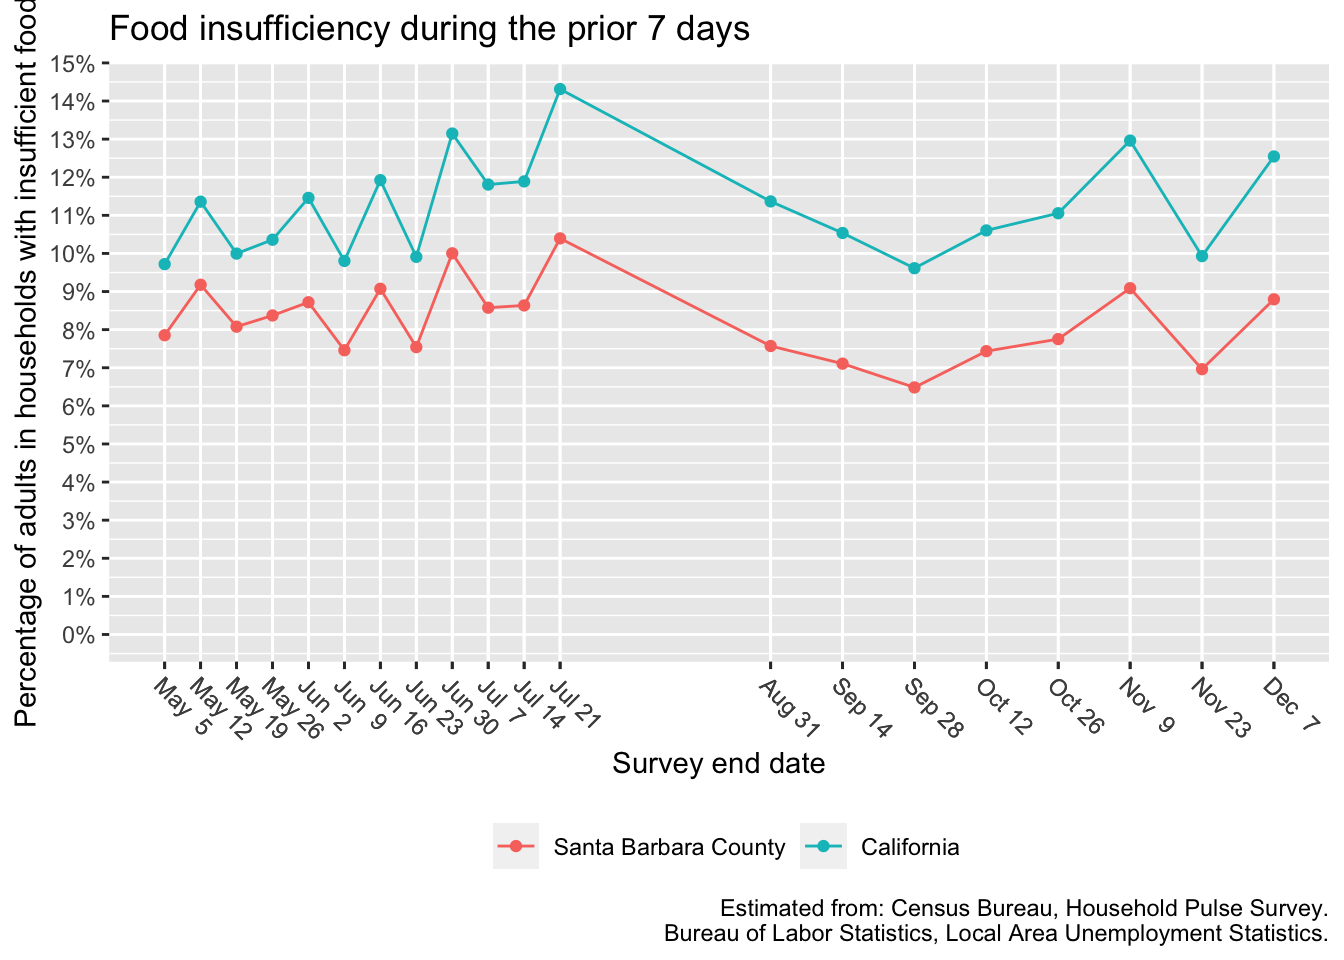 Food insufficiency during the prior 7 days
Percentage of adults in households with insufficient food
15%
14%
13%
12%
11%
10%
9%
8%
7%
6%
5%
4%
3%
2%
1%
0%
May 5
May 12
May 19
May 26
Jun 2
Jun 9
Jun 16
Jun 23
Jun 30
Jul 7
Jul 14
Jul 21
Aug 31
Sep 14
Sep 28
Oct 12
Oct 26
Nov 9
Nov 23
Dec 7
Survey end date
Santa Barbara County
California
Estimated from: Census Bureau, Household Pulse Survey.
Bureau of Labor Statistics, Local Area Unemployment Statistics.